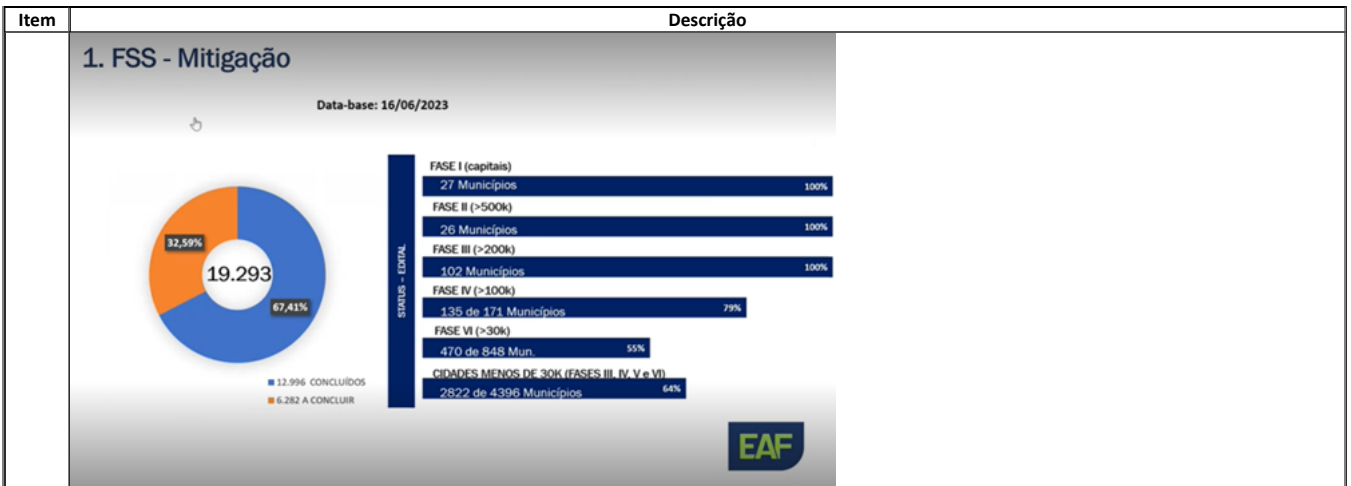 Item Descrição
1. FSS - Mitigação
Data-base: 16/06/2023
32,59%
19.293
67,41%
12.996 CONCLUÍDOS
6.282 A CONCLUIR
STATUS – EDITAL
FASE I (capitais)
27 Municípios 100%
FASE II (>500k)
26 Municípios 100%
FASE III (>200k)
102 Municípios 100%
FASE IV (>100k)
135 de 171 Municípios 79%
FASE VI (>30k)
470 de 848 Mun. 55%
CIDADES MENOS DE 30K (FASES III, IV, V e VI)
2822 de 4396 Municípios 64%
EAF